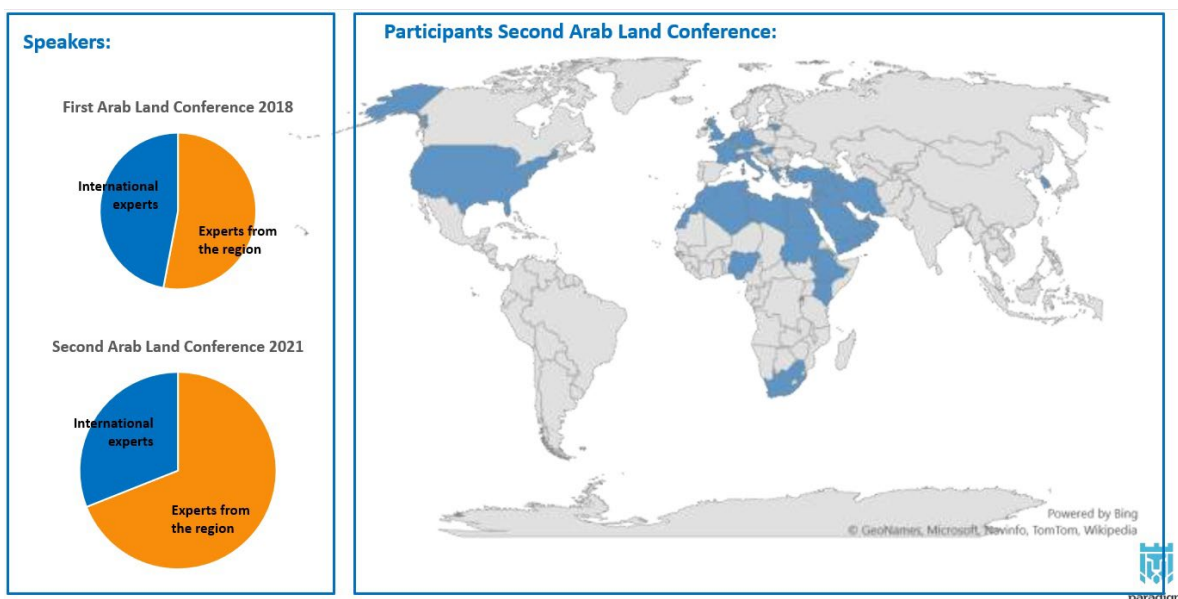 Speakers:
First Arab Land Conference 2018
International
experts
Experts from
the region
Second Arab Land Conference 2021
International
experts
Experts from
the region
Participants Second Arab Land Conference:
Powered by Bing
© GeoNames, Microsoft, Navinfo, TomTom, Wikipedia